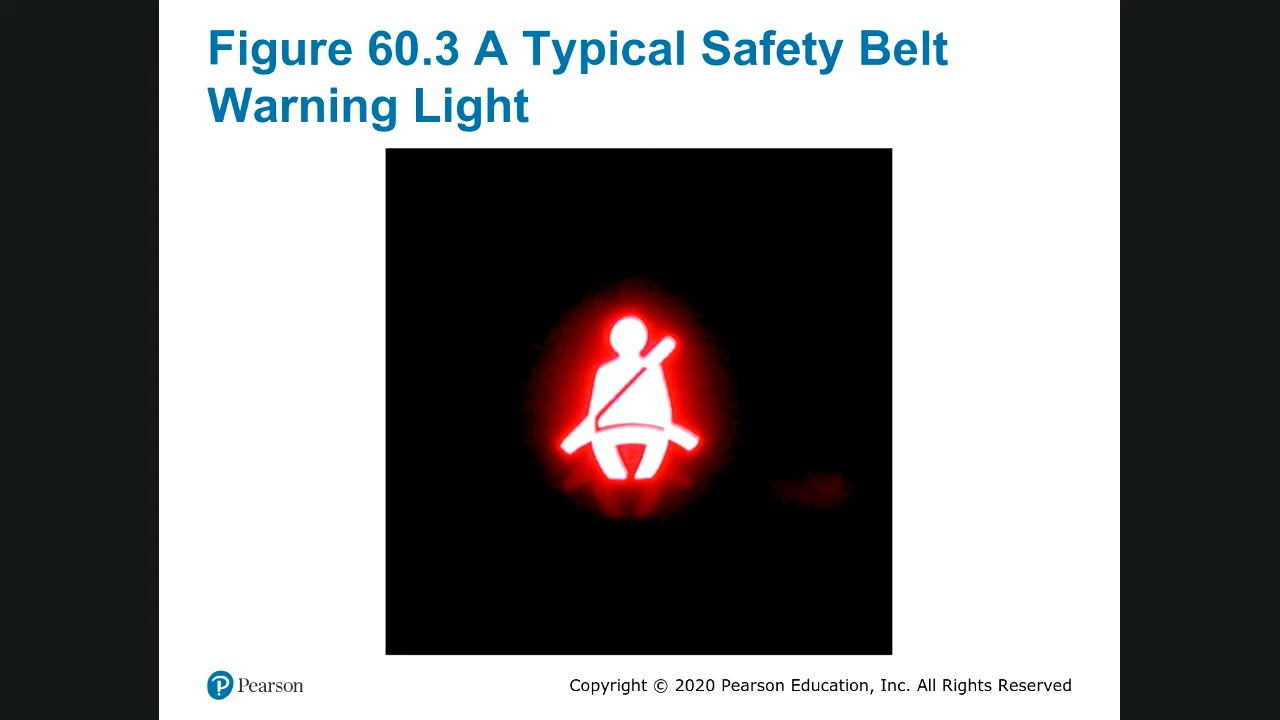 Figure 60.3 A Typical Safety Belt
Warning Light
Pearson
Copyright © 2020 Pearson Education, Inc. All Rights Reserved